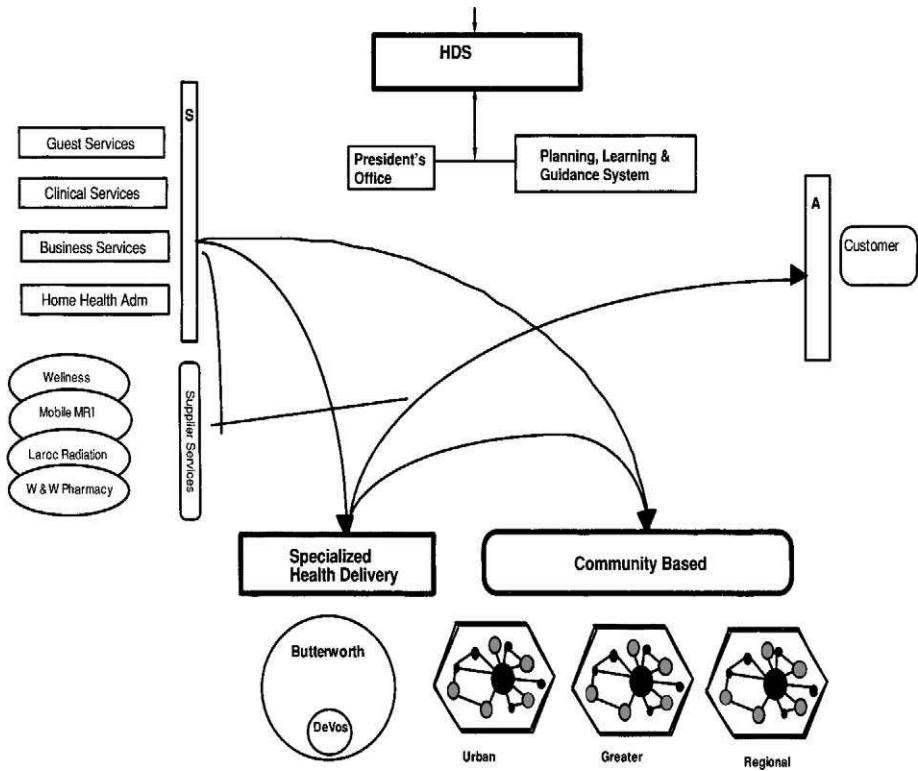 HDS
S
Guest Services
President's
Office
Planning, Learning &
Guidance System
Clinical Services
A
Business Services
Customer
Home Health Adm
Wellness
Mobile MRI
Laroc Radiation
W & W Pharmacy
Supplier Services
Specialized
Health Delivery
Community Based
Butterworth
DeVos
Urban
Greater
Regional